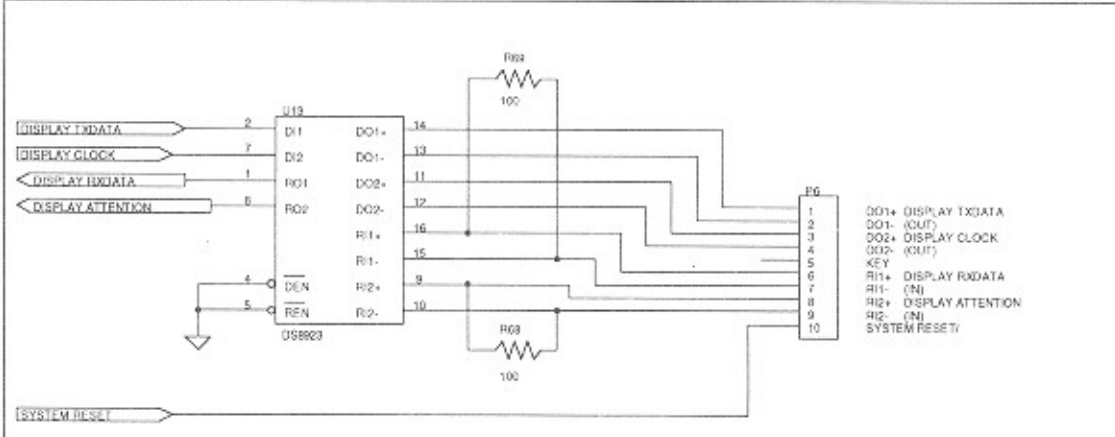 R69
100
U19
DISPLAY TXDATA
2
DI1
DO1+
14
DISPLAY CLOCK
7
DI2
DO1-
13
DISPLAY RXDATA
1
RO1
DO2+
11
DISPLAY ATTENTION
6
RO2
DO2-
12
RI1+
16
RI1-
15
4
DEN
RI2+
9
5
REN
RI2-
10
DS8923
R68
100
P6
1 DO1+ DISPLAY TXDATA
2 DO1- (OUT)
3 DO2+ DISPLAY CLOCK
4 DO2- (OUT)
5 KEY
6 RI1+ DISPLAY RXDATA
7 RI1- (IN)
8 RI2+ DISPLAY ATTENTION
9 RI2- (IN)
10 SYSTEM RESET/
SYSTEM RESET